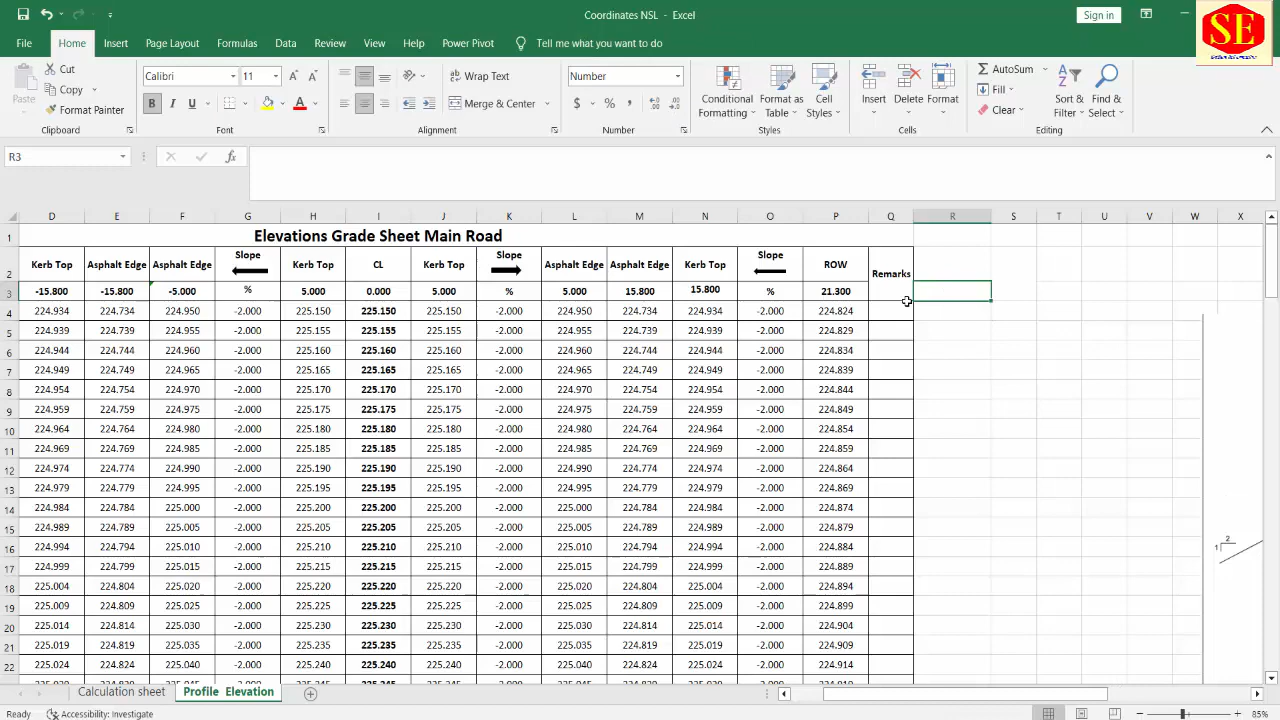 Coordinates NSL - Excel
Sign in
SE
File Home Insert Page Layout Formulas Data Review View Help Power Pivot Tell me what you want to do
Paste
Cut
Copy
Format Painter
Clipboard
Calibri 11
B I U
Font
Wrap Text
Merge & Center
Alignment
Number
$ % ,
Number
Conditional Formatting
Format as Table
Cell Styles
Styles
Insert Delete Format
Cells
AutoSum
Fill
Clear
Sort & Filter
Find & Select
Editing
R3
fx
D E F G H I J K L M N O P Q R S T U V W X
1 Elevations Grade Sheet Main Road
2 Kerb Top Asphalt Edge Asphalt Edge Slope Kerb Top CL Kerb Top Slope Asphalt Edge Asphalt Edge Kerb Top Slope ROW Remarks
3 -15.800 -15.800 -5.000 % 5.000 0.000 5.000 % 5.000 15.800 15.800 % 21.300
4 224.934 224.734 224.950 -2.000 225.150 225.150 225.150 -2.000 224.950 224.734 224.934 -2.000 224.824
5 224.939 224.739 224.955 -2.000 225.155 225.155 225.155 -2.000 224.955 224.739 224.939 -2.000 224.829
6 224.944 224.744 224.960 -2.000 225.160 225.160 225.160 -2.000 224.960 224.744 224.944 -2.000 224.834
7 224.949 224.749 224.965 -2.000 225.165 225.165 225.165 -2.000 224.965 224.749 224.949 -2.000 224.839
8 224.954 224.754 224.970 -2.000 225.170 225.170 225.170 -2.000 224.970 224.754 224.954 -2.000 224.844
9 224.959 224.759 224.975 -2.000 225.175 225.175 225.175 -2.000 224.975 224.759 224.959 -2.000 224.849
10 224.964 224.764 224.980 -2.000 225.180 225.180 225.180 -2.000 224.980 224.764 224.964 -2.000 224.854
11 224.969 224.769 224.985 -2.000 225.185 225.185 225.185 -2.000 224.985 224.769 224.969 -2.000 224.859
12 224.974 224.774 224.990 -2.000 225.190 225.190 225.190 -2.000 224.990 224.774 224.974 -2.000 224.864
13 224.979 224.779 224.995 -2.000 225.195 225.195 225.195 -2.000 224.995 224.779 224.979 -2.000 224.869
14 224.984 224.784 225.000 -2.000 225.200 225.200 225.200 -2.000 225.000 224.784 224.984 -2.000 224.874
15 224.989 224.789 225.005 -2.000 225.205 225.205 225.205 -2.000 225.005 224.789 224.989 -2.000 224.879
16 224.994 224.794 225.010 -2.000 225.210 225.210 225.210 -2.000 225.010 224.794 224.994 -2.000 224.884
1 2
17 224.999 224.799 225.015 -2.000 225.215 225.215 225.215 -2.000 225.015 224.799 224.999 -2.000 224.889
18 225.004 224.804 225.020 -2.000 225.220 225.220 225.220 -2.000 225.020 224.804 225.004 -2.000 224.894
19 225.009 224.809 225.025 -2.000 225.225 225.225 225.225 -2.000 225.025 224.809 225.009 -2.000 224.899
20 225.014 224.814 225.030 -2.000 225.230 225.230 225.230 -2.000 225.030 224.814 225.014 -2.000 224.904
21 225.019 224.819 225.035 -2.000 225.235 225.235 225.235 -2.000 225.035 224.819 225.019 -2.000 224.909
22 225.024 224.824 225.040 -2.000 225.240 225.240 225.240 -2.000 225.040 224.824 225.024 -2.000 224.914
Calculation sheet Profile Elevation
Ready Accessibility: Investigate 85%